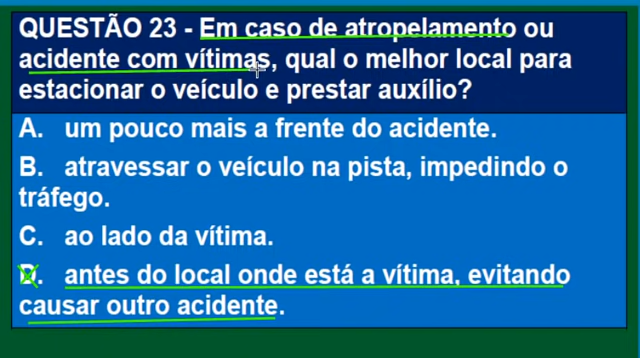 QUESTÃO 23 - Em caso de atropelamento ou
acidente com vítimas, qual o melhor local para
estacionar o veículo e prestar auxílio?
A. um pouco mais a frente do acidente.
B. atravessar o veículo na pista, impedindo o
tráfego.
C. ao lado da vítima.
D. antes do local onde está a vítima, evitando
causar outro acidente.